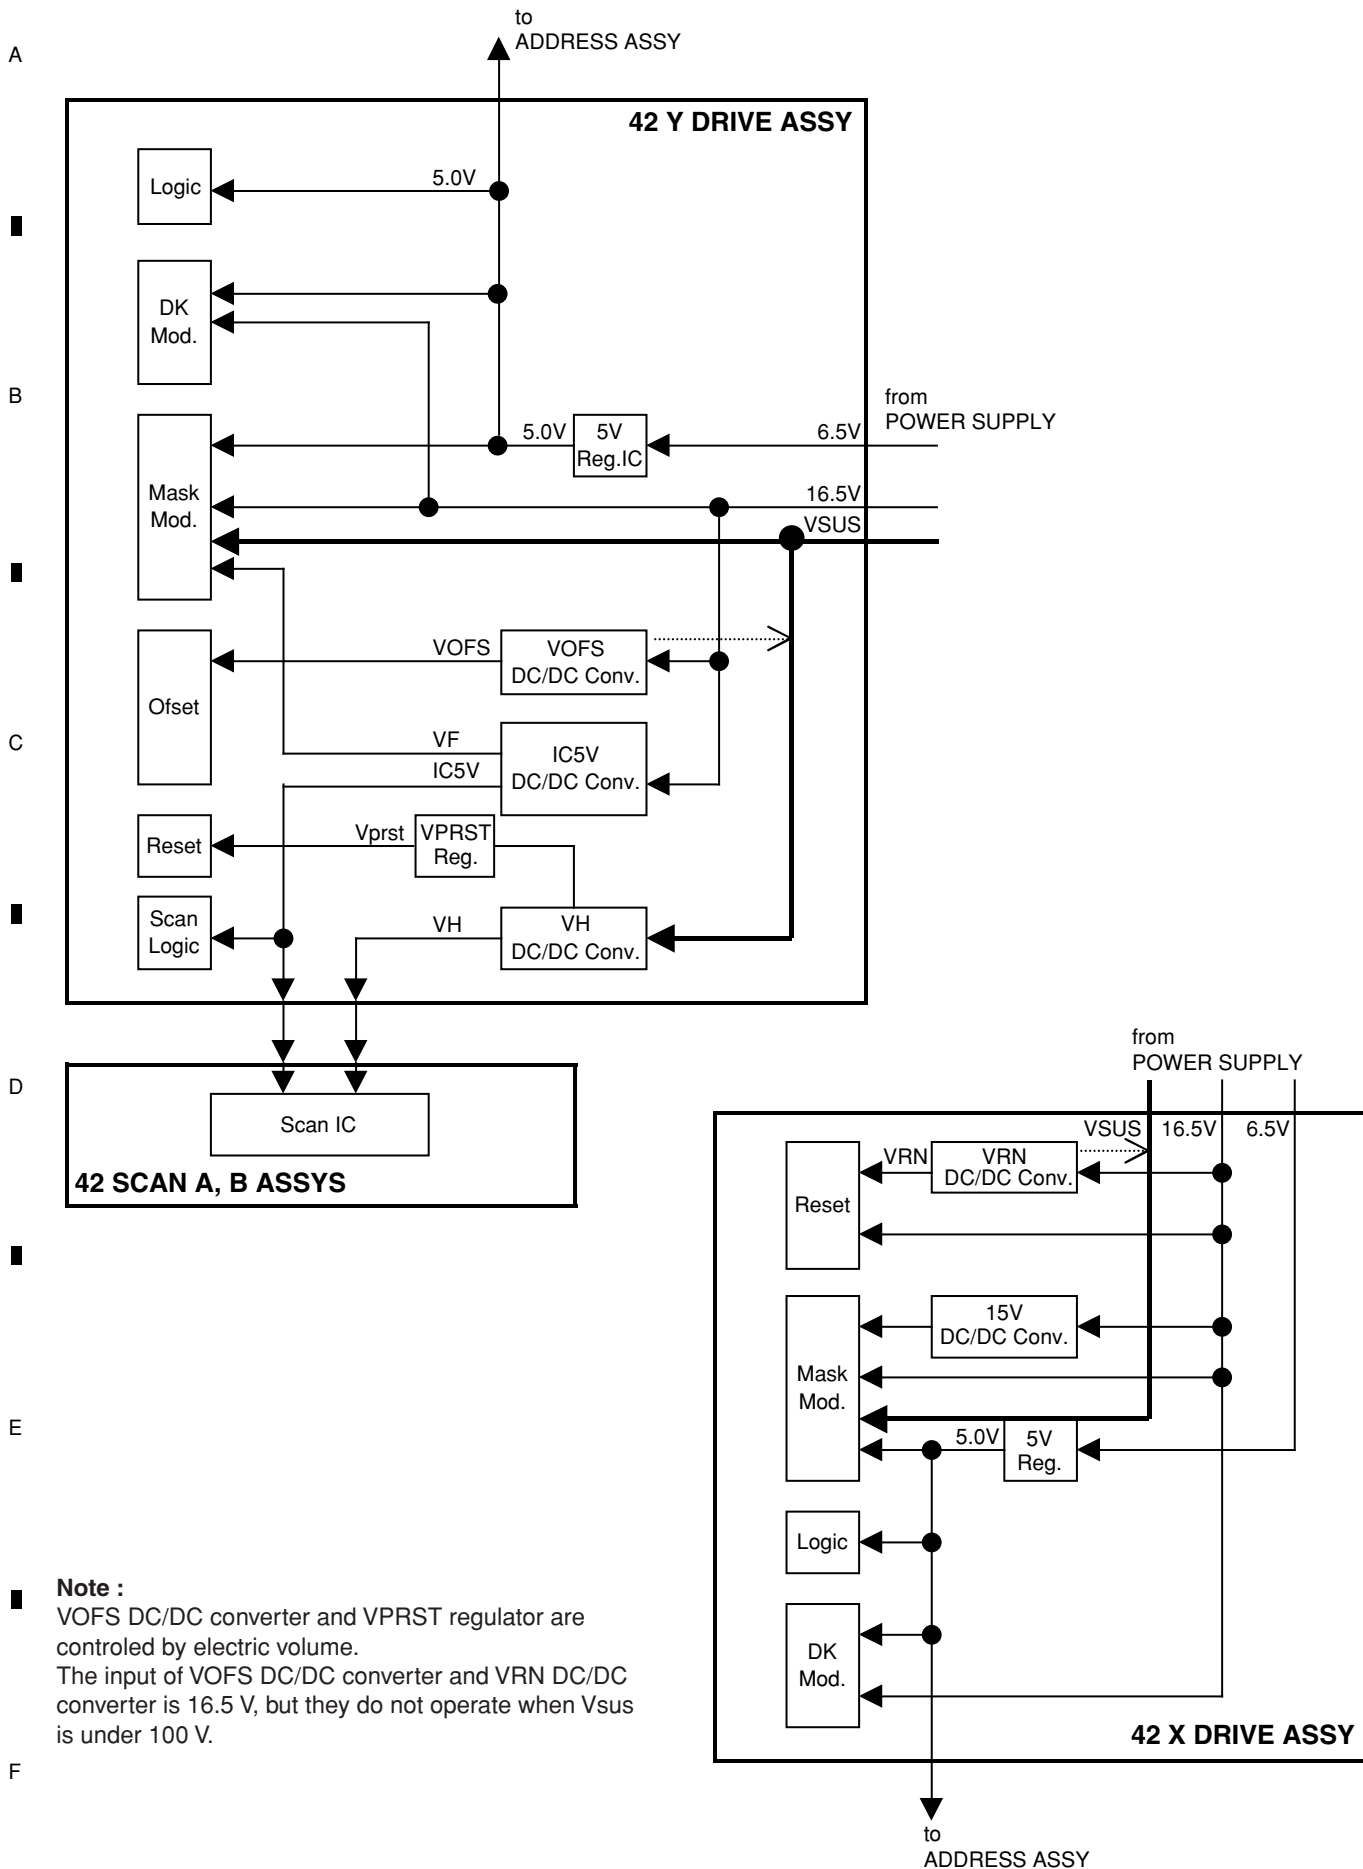 to
ADDRESS ASSY
A
42 Y DRIVE ASSY
Logic
5.0V
DK
Mod.
B
from
POWER SUPPLY
5.0V
5V
Reg.IC
6.5V
Mask
Mod.
16.5V
VSUS
VOFS
VOFS
DC/DC Conv.
Ofset
C
VF
IC5V
IC5V
DC/DC Conv.
Reset
Vprst
VPRST
Reg.
Scan
Logic
VH
VH
DC/DC Conv.
D
Scan IC
42 SCAN A, B ASSYS
from
POWER SUPPLY
VSUS
16.5V
6.5V
VRN
VRN
DC/DC Conv.
Reset
15V
DC/DC Conv.
Mask
Mod.
E
5.0V
5V
Reg.
Logic
DK
Mod.
42 X DRIVE ASSY
Note :
VOFS DC/DC converter and VPRST regulator are
controled by electric volume.
The input of VOFS DC/DC converter and VRN DC/DC
converter is 16.5 V, but they do not operate when Vsus
is under 100 V.
F
to
ADDRESS ASSY